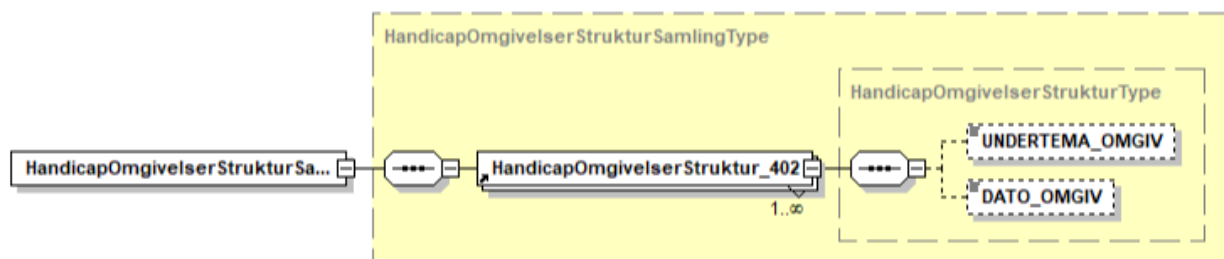 HandicapOmgivelserStrukturSamlingType
HandicapOmgivelserStrukturType
UNDERTEMA_OMGIV
HandicapOmgivelserStrukturSa...
HandicapOmgivelserStruktur_402
DATO_OMGIV
1..∞